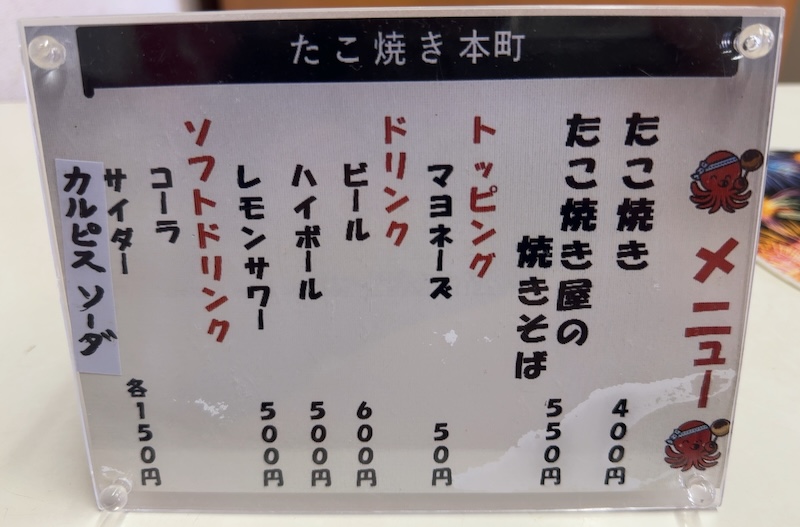 たこ焼き本町
メニュー
たこ焼き 400円
たこ焼き屋の
焼きそば 550円
トッピング
マヨネーズ 50円
ドリンク
ビール 600円
ハイボール 500円
レモンサワー 500円
ソフトドリンク
コーラ
サイダー 各150円
カルピスソーダ